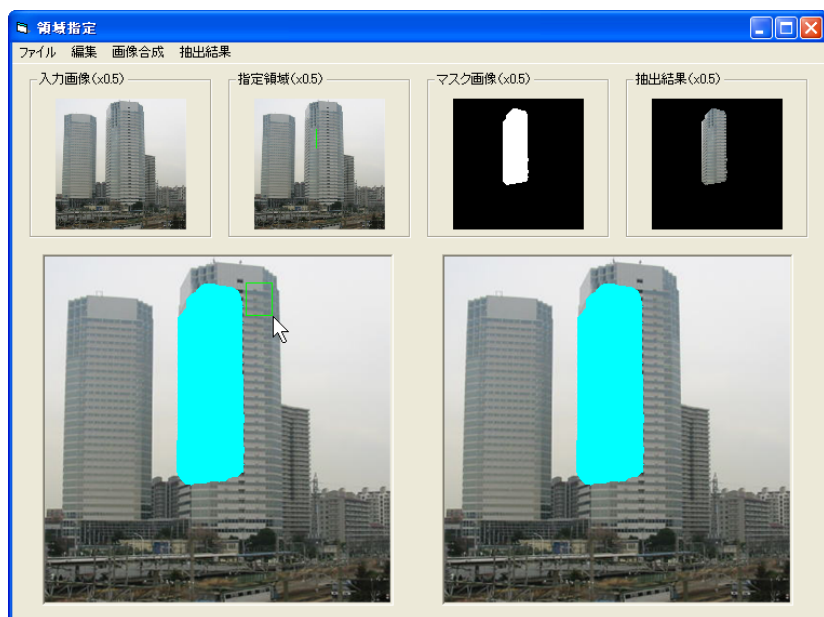 領域指定
ファイル 編集 画像合成 抽出結果
入力画像(x0.5) 指定領域(x0.5) マスク画像(x0.5) 抽出結果(x0.5)